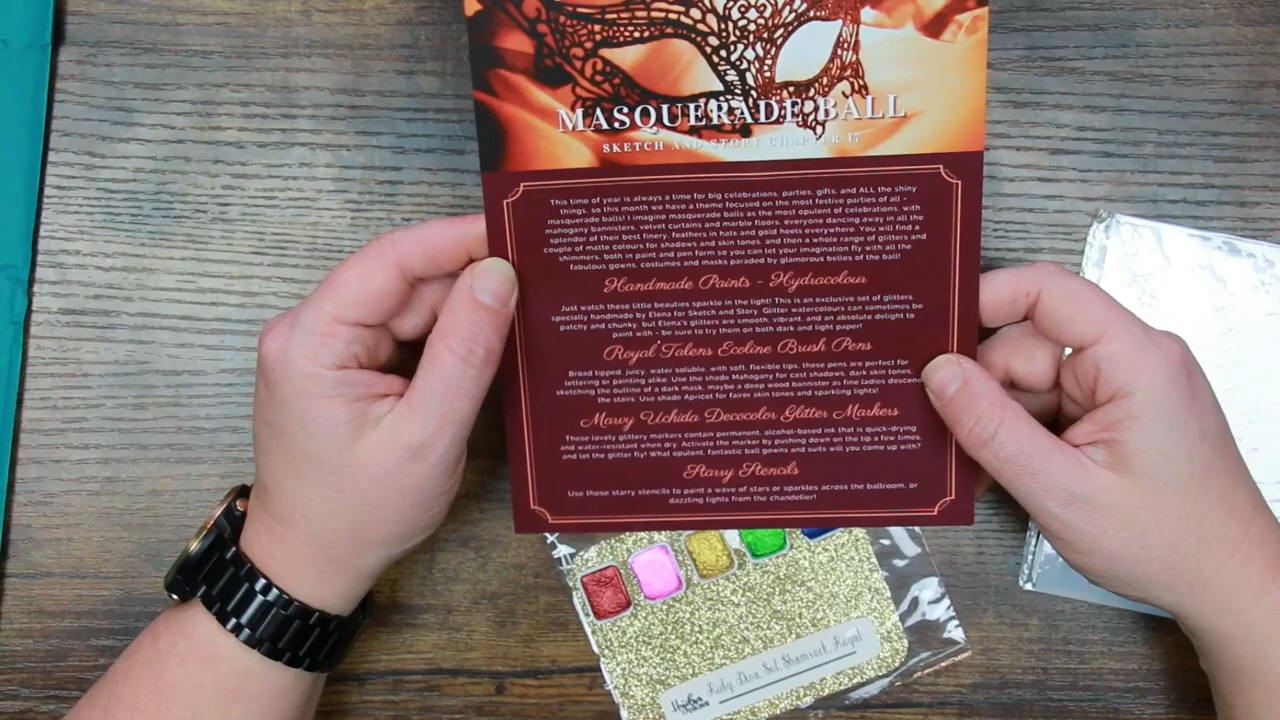 MASQUERADE BALL
SKETCH AND STORY CHAPTER 17
This time of year is always a time for big celebrations, parties, gifts, and ALL the shiny
things, so this month we have a theme focused on the most festive parties of all -
masquerade balls! I imagine masquerade balls as the most opulent of celebrations, with
mahogany bannisters, velvet curtains and marble floors, everyone dancing away in all the
splendor of their best finery, feathers in hats and gold heels everywhere. You will find a
couple of matte colours for shadows and skin tones, and then a whole range of glitters and
shimmers, both in paint and pen form so you can let your imagination fly with all the
fabulous gowns, costumes and masks paraded by glamorous belles of the ball!
Handmade Paints - Hydracolour
Just watch these little beauties sparkle in the light! This is an exclusive set of glitters
specially handmade by Elena for Sketch and Story. Glitter watercolours can sometimes be
patchy and chunky, but Elena's glitters are smooth, vibrant, and an absolute delight to
paint with - be sure to try them on both dark and light paper!
Royal Talens Ecoline Brush Pens
Broad tipped, juicy, water soluble, with soft, flexible tips, these pens are perfect for
lettering or painting alike. Use the shade Mahogany for cast shadows, dark skin tones,
sketching the outline of a dark mask, maybe a deep wood bannister as fine ladies descend
the stairs. Use shade Apricot for fairer skin tones and sparkling lights!
Marvy Uchida Decocolor Glitter Markers
These lovely glittery markers contain permanent, alcohol-based ink that is quick-drying
and water-resistant when dry. Activate the marker by pushing down on the tip a few times,
and let the glitter fly! What opulent, fantastic ball gowns and suits will you come up with?
Starry Stencils
Use these starry stencils to paint a wave of stars or sparkles across the ballroom, or
dazzling lights from the chandelier!
Ruby, Diva, Sol, Shamrock, Royal